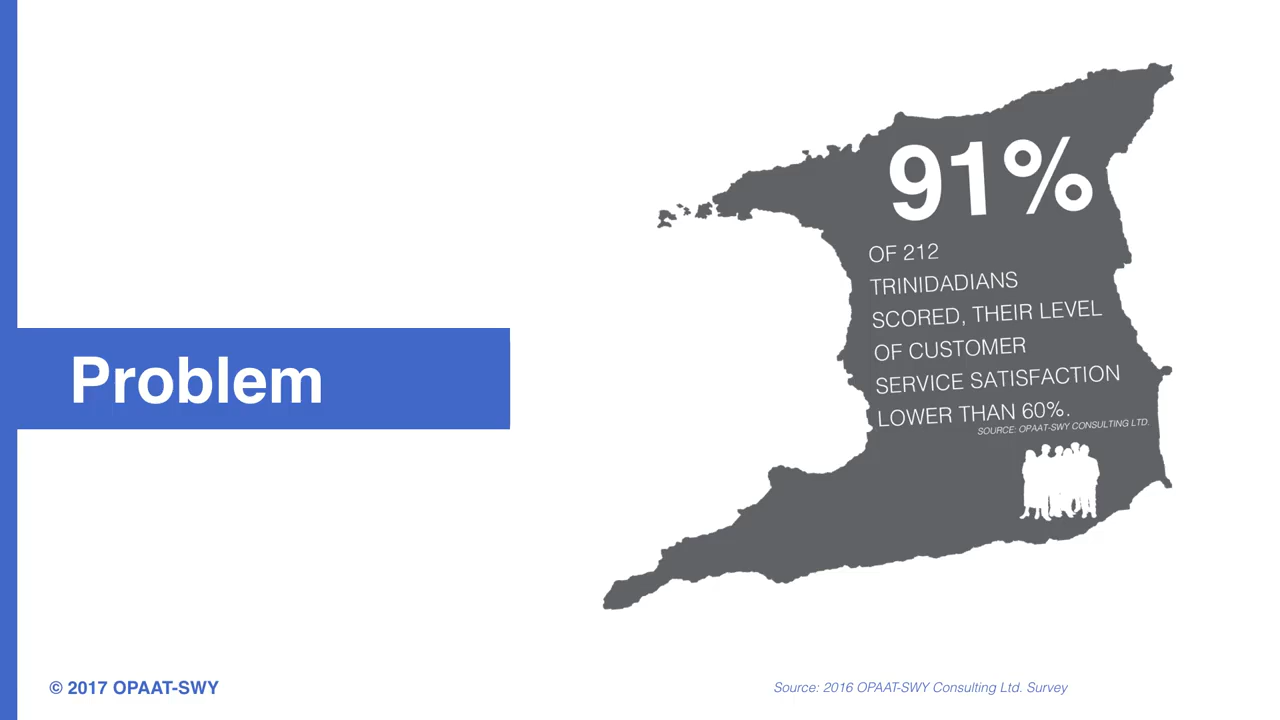 91%
OF 212
TRINIDADIANS
SCORED, THEIR LEVEL
OF CUSTOMER
SERVICE SATISFACTION
LOWER THAN 60%.
SOURCE: OPAAT-SWY CONSULTING LTD.
Problem
© 2017 OPAAT-SWY
Source: 2016 OPAAT-SWY Consulting Ltd. Survey